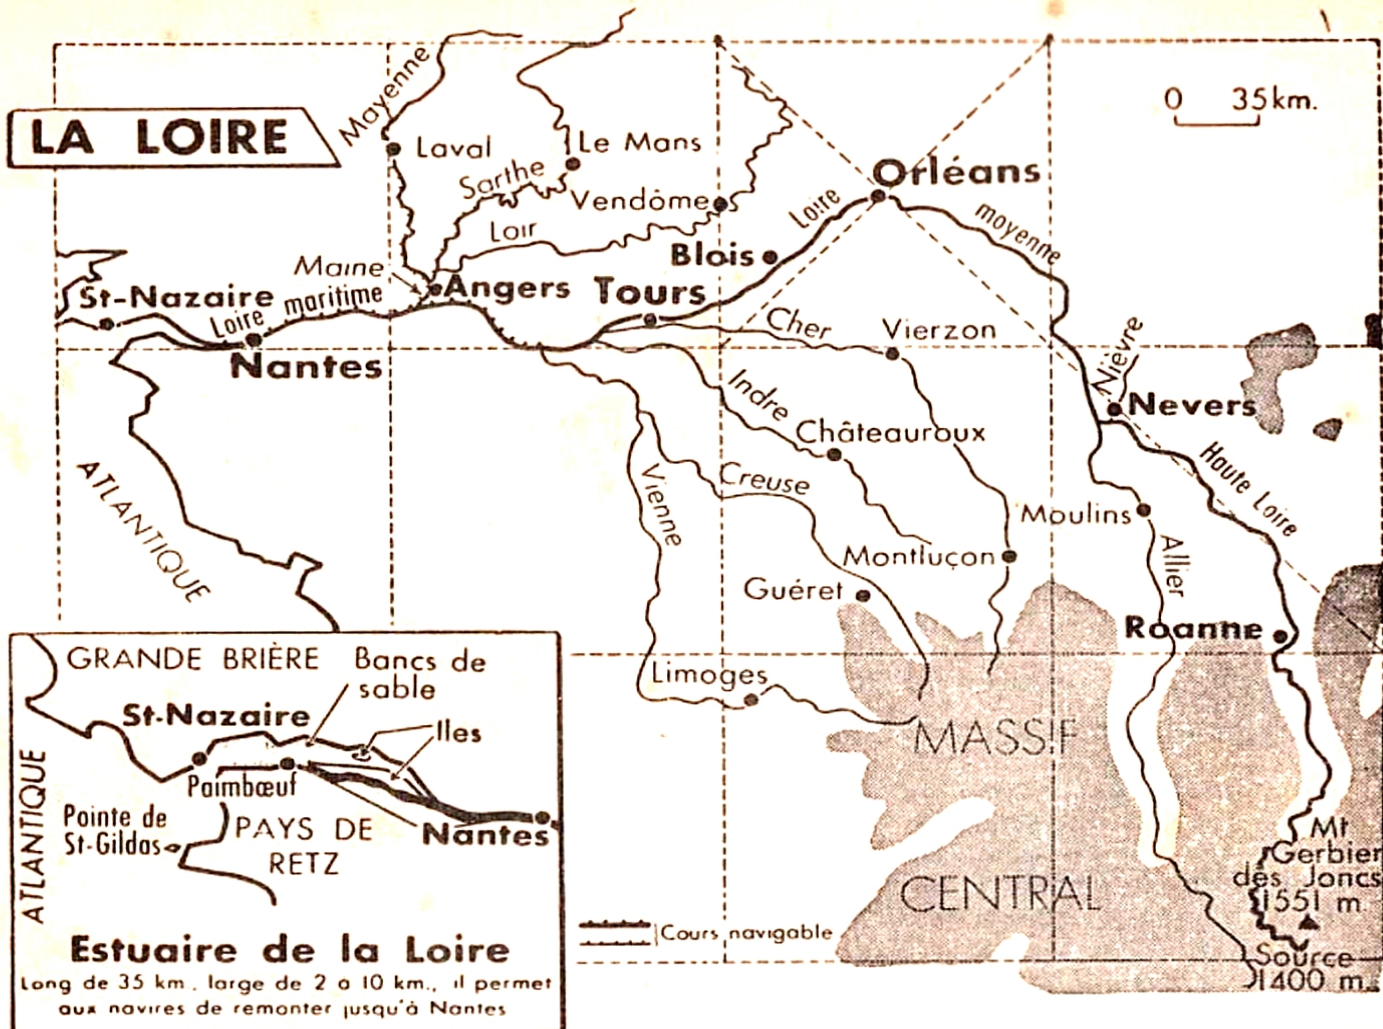 LA LOIRE
0 35 km.
Mayenne
Laval
Le Mans
Sarthe
Vendôme
Loir
Orléans
Loire
moyenne
Blois
Maine
Angers
Tours
St-Nazaire
Loire maritime
Nantes
Cher
Vierzon
Nièvre
Nevers
Indre
Châteauroux
Haute Loire
ATLANTIQUE
Vienne
Creuse
Moulins
Allier
Montluçon
Guéret
Roanne
Limoges
MASSIF
CENTRAL
Mt
Gerbier
des Joncs
1551 m
Source
1400 m.
Cours navigable
GRANDE BRIÈRE
Bancs de
sable
St-Nazaire
Iles
Paimbœuf
ATLANTIQUE
Pointe de
St-Gildas
PAYS DE
RETZ
Nantes
Estuaire de la Loire
Long de 35 km. large de 2 a 10 km., il permet
aux navires de remonter jusqu'à Nantes